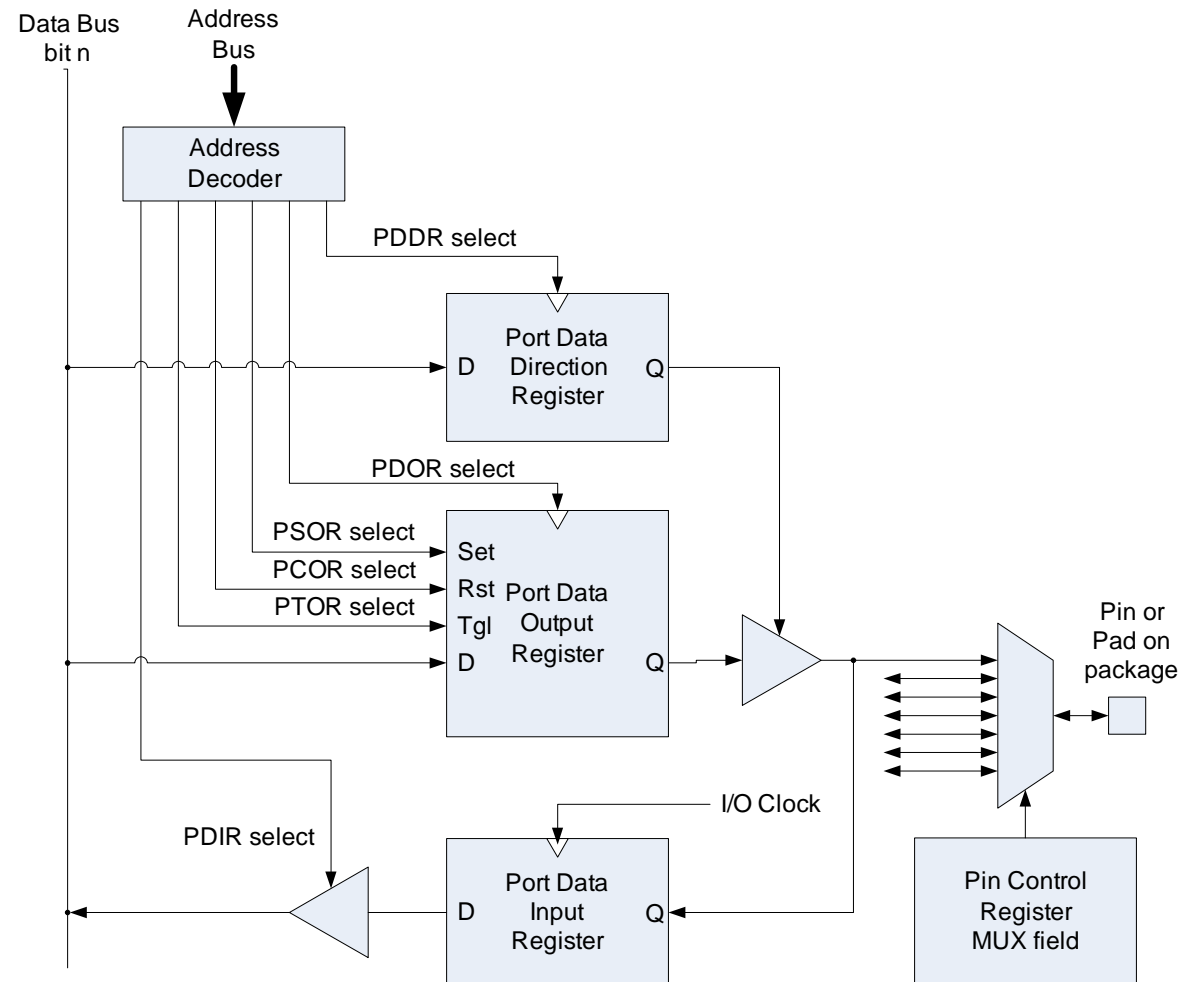 Data Bus
bit n
Address
Bus
Address
Decoder
PDDR select
Port Data
Direction
Register
D
Q
PDOR select
PSOR select
PCOR select
PTOR select
Set
Rst
Tgl
D
Port Data
Output
Register
Q
Pin or
Pad on
package
I/O Clock
PDIR select
Port Data
Input
Register
D
Q
Pin Control
Register
MUX field